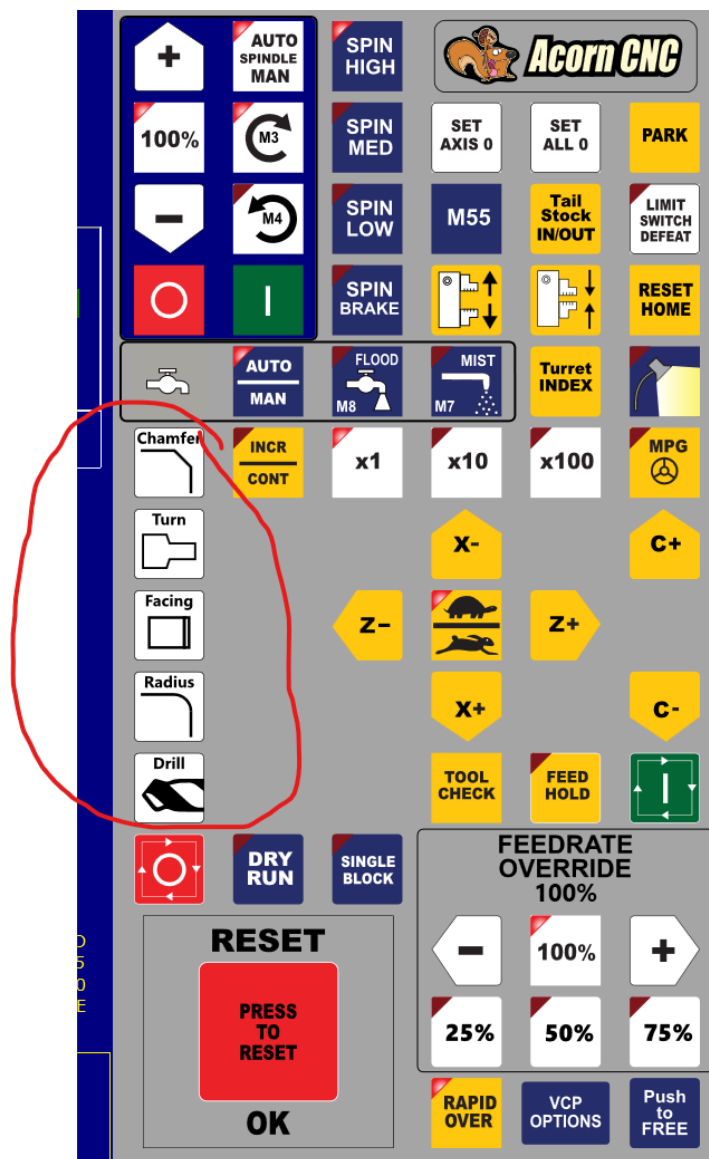 +
AUTO
SPINDLE
MAN
SPIN
HIGH
Acorn CNC
100%
M3
SPIN
MED
SET
AXIS 0
SET
ALL 0
PARK
-
M4
SPIN
LOW
M55
Tail
Stock
IN/OUT
LIMIT
SWITCH
DEFEAT
SPIN
BRAKE
RESET
HOME
AUTO
MAN
FLOOD
M8
MIST
M7
Turret
INDEX
Chamfer
INCR
CONT
x1
x10
x100
MPG
Turn
X-
C+
Facing
Z-
Z+
Radius
X+
C-
Drill
TOOL
CHECK
FEED
HOLD
DRY
RUN
SINGLE
BLOCK
FEEDRATE
OVERRIDE
100%
RESET
PRESS
TO
RESET
OK
-
100%
+
25%
50%
75%
RAPID
OVER
VCP
OPTIONS
Push
to
FREE